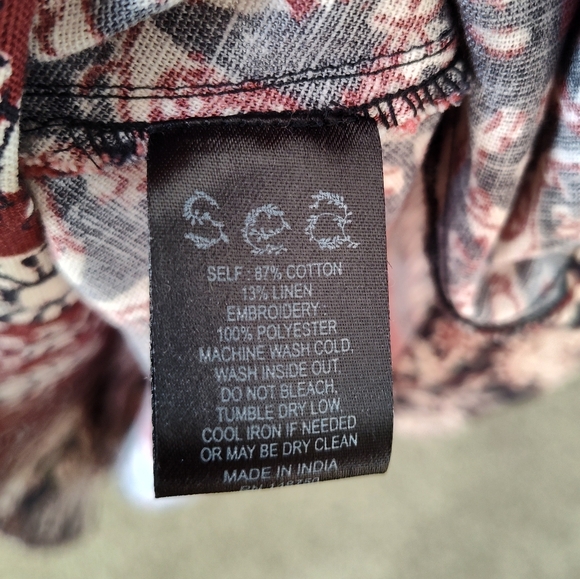 Sea
SELF - 87% COTTON
13% LINEN
EMBROIDERY
100% POLYESTER
MACHINE WASH COLD.
WASH INSIDE OUT.
DO NOT BLEACH.
TUMBLE DRY LOW.
COOL IRON IF NEEDED
OR MAY BE DRY CLEAN
MADE IN INDIA